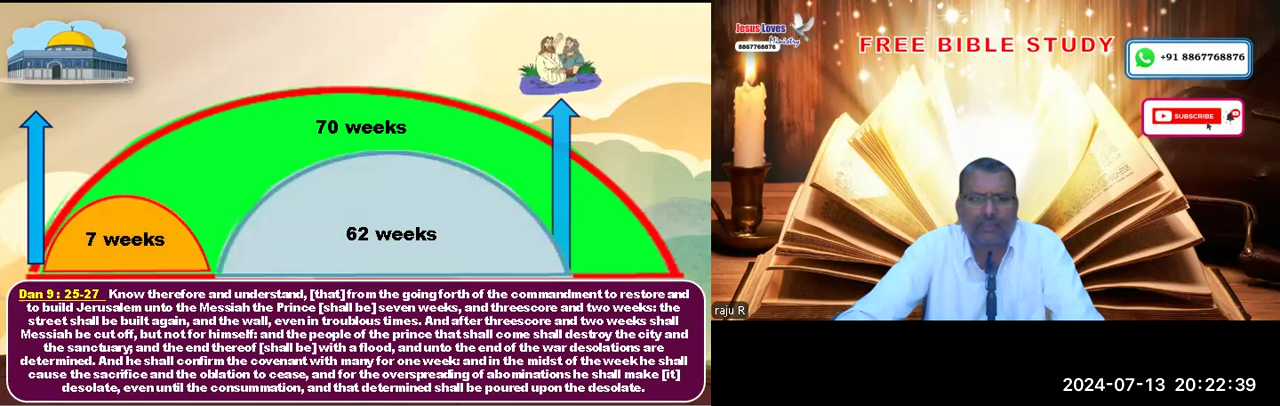 70 weeks
7 weeks
62 weeks
Dan 9 : 25-27 Know therefore and understand, [that] from the going forth of the commandment to restore and
to build Jerusalem unto the Messiah the Prince [shall be] seven weeks, and threescore and two weeks: the
street shall be built again, and the wall, even in troublous times. And after threescore and two weeks shall
Messiah be cut off, but not for himself: and the people of the prince that shall come shall destroy the city and
the sanctuary; and the end thereof [shall be] with a flood, and unto the end of the war desolations are
determined. And he shall confirm the covenant with many for one week: and in the midst of the week he shall
cause the sacrifice and the oblation to cease, and for the overspreading of abominations he shall make [it]
desolate, even until the consummation, and that determined shall be poured upon the desolate.
Jesus Loves
Ministry
8867768876
FREE BIBLE STUDY
+91 8867768876
SUBSCRIBE
raju R
2024-07-13 20:22:39